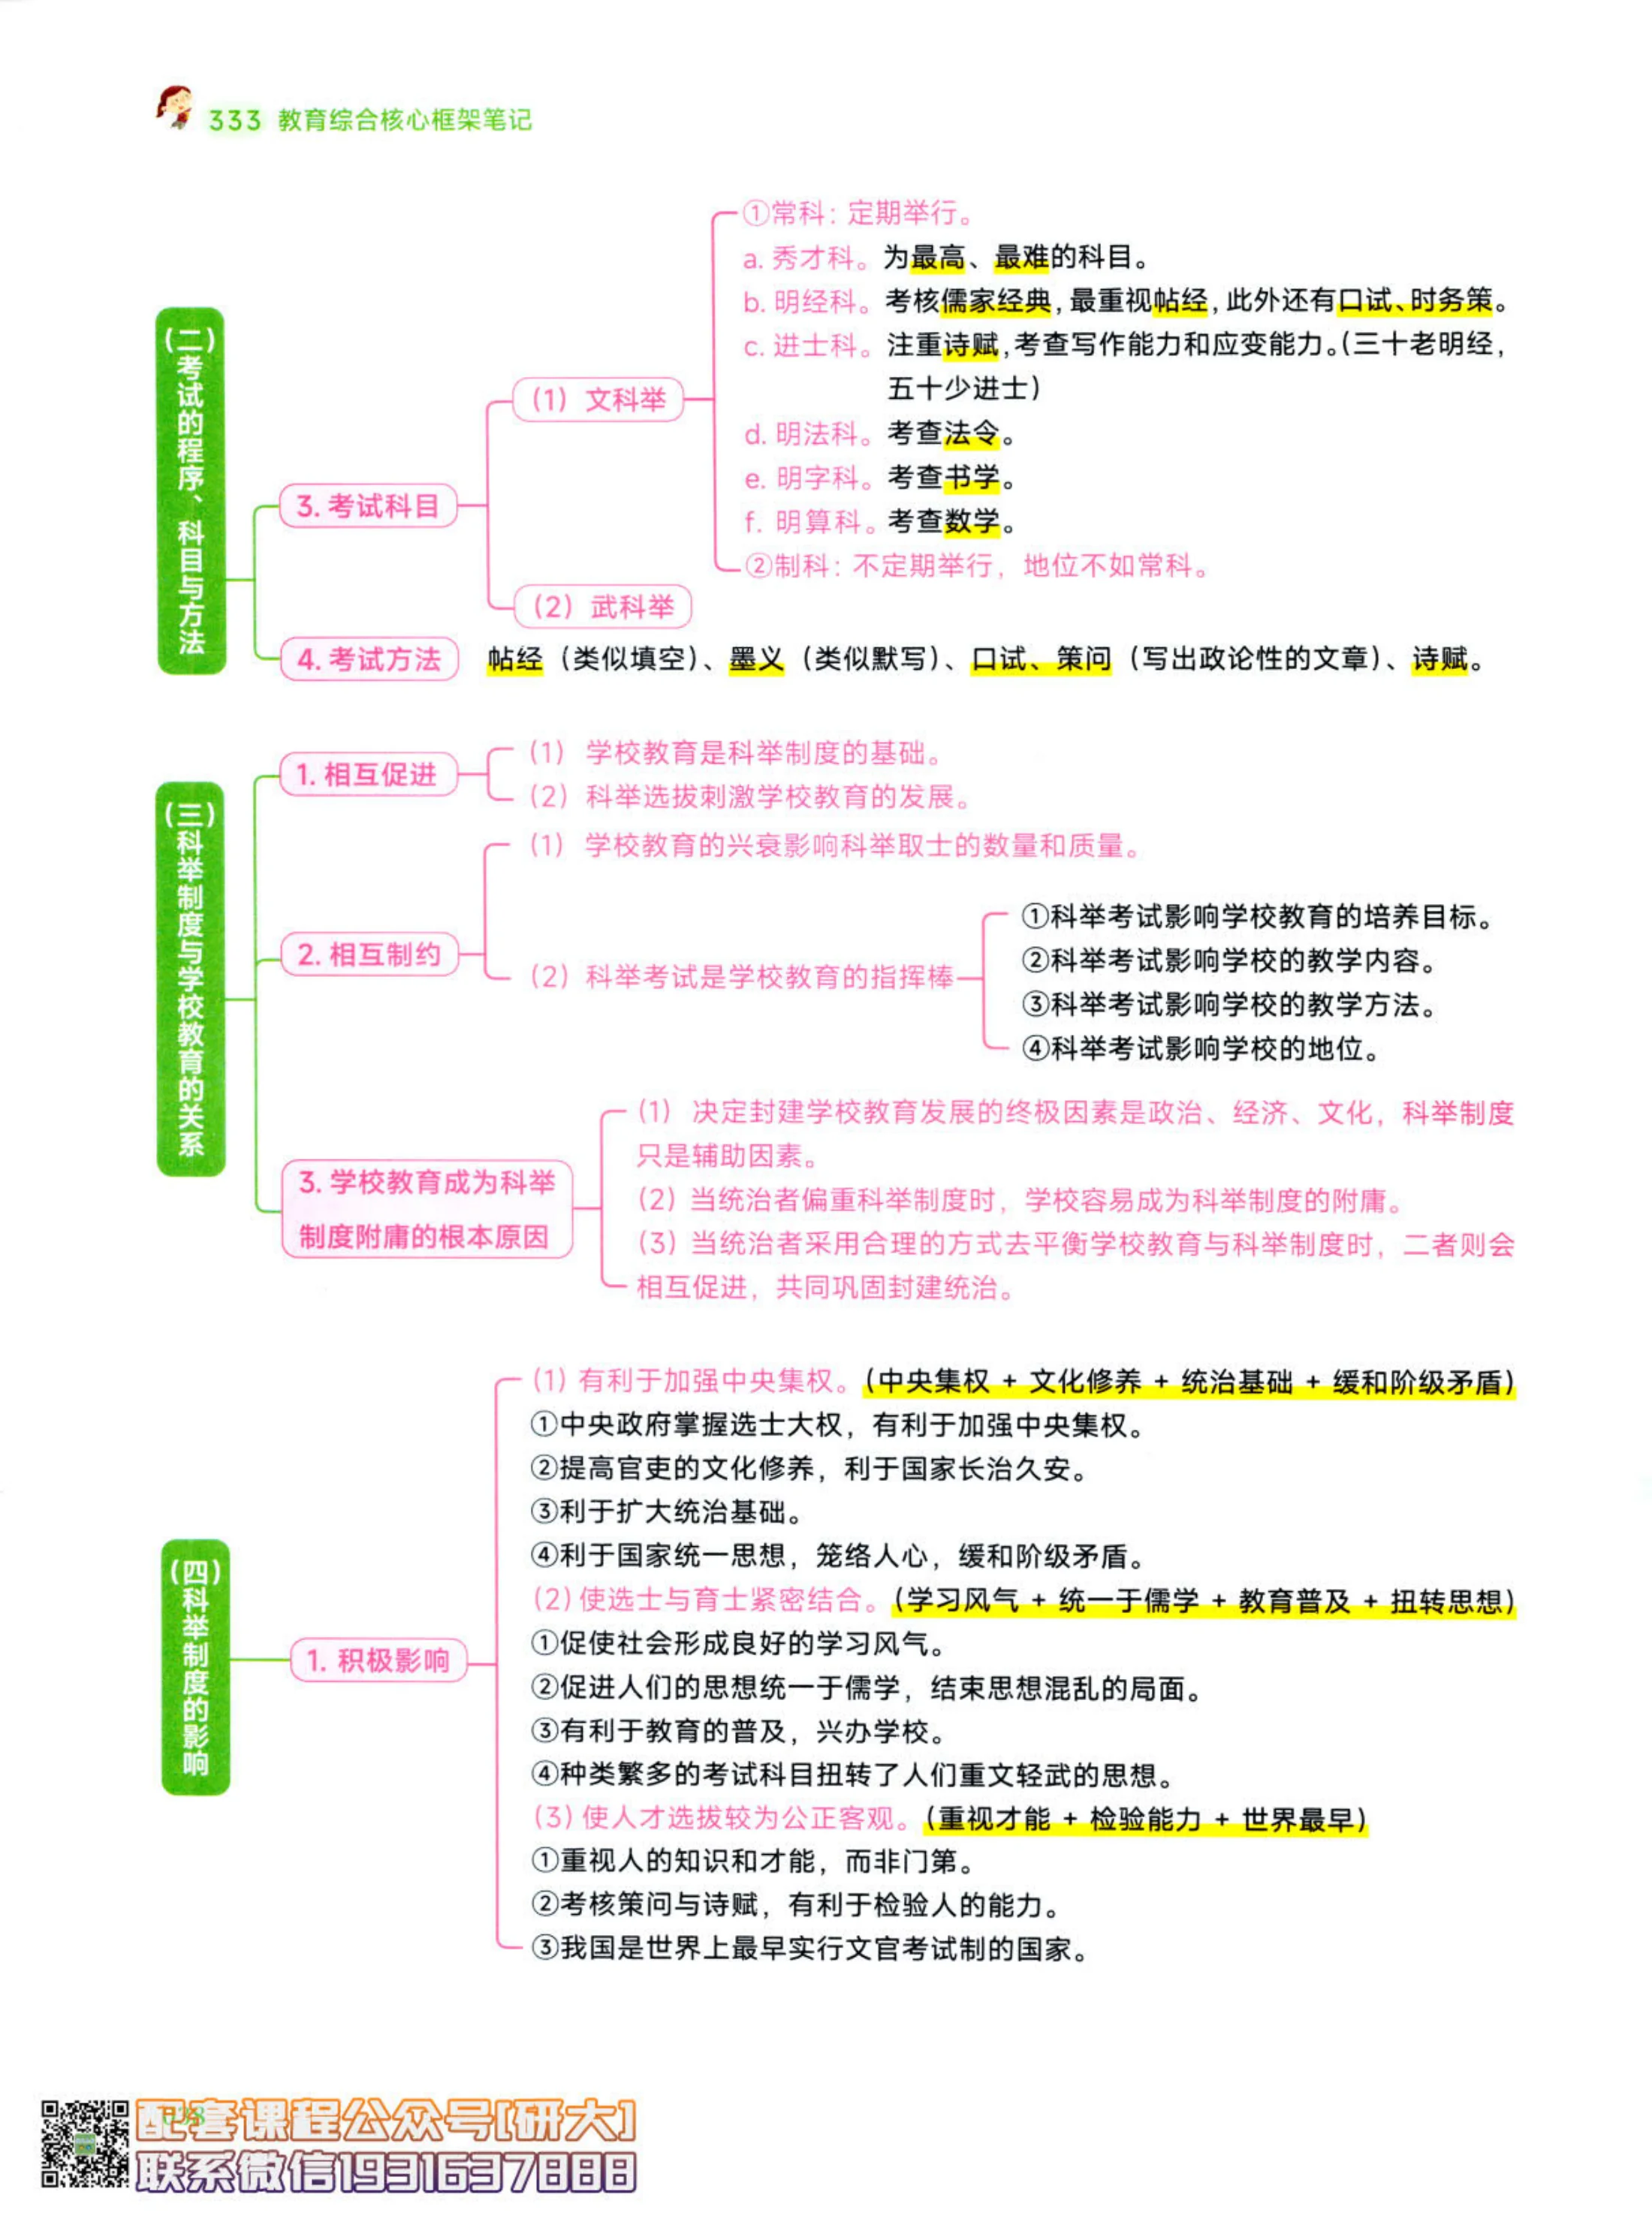 333 教育综合核心框架笔记
(二)考试的程序、科目与方法
3. 考试科目
(1) 文科举
①常科：定期举行。
a. 秀才科。为最高、最难的科目。
b. 明经科。考核儒家经典，最重视帖经，此外还有口试、时务策。
c. 进士科。注重诗赋，考查写作能力和应变能力。(三十老明经，
五十少进士)
d. 明法科。考查法令。
e. 明字科。考查书学。
f. 明算科。考查数学。
②制科：不定期举行，地位不如常科。
(2) 武科举
4. 考试方法
帖经（类似填空）、墨义（类似默写）、口试、策问（写出政论性的文章）、诗赋。
(三)科举制度与学校教育的关系
1. 相互促进
(1) 学校教育是科举制度的基础。
(2) 科举选拔刺激学校教育的发展。
2. 相互制约
(1) 学校教育的兴衰影响科举取士的数量和质量。
(2) 科举考试是学校教育的指挥棒
①科举考试影响学校教育的培养目标。
②科举考试影响学校的教学内容。
③科举考试影响学校的教学方法。
④科举考试影响学校的地位。
3. 学校教育成为科举
制度附庸的根本原因
(1) 决定封建学校教育发展的终极因素是政治、经济、文化，科举制度
只是辅助因素。
(2) 当统治者偏重科举制度时，学校容易成为科举制度的附庸。
(3) 当统治者采用合理的方式去平衡学校教育与科举制度时，二者则会
相互促进，共同巩固封建统治。
(四)科举制度的影响
1. 积极影响
(1) 有利于加强中央集权。(中央集权 + 文化修养 + 统治基础 + 缓和阶级矛盾)
①中央政府掌握选士大权，有利于加强中央集权。
②提高官吏的文化修养，利于国家长治久安。
③利于扩大统治基础。
④利于国家统一思想，笼络人心，缓和阶级矛盾。
(2) 使选士与育士紧密结合。(学习风气 + 统一于儒学 + 教育普及 + 扭转思想)
①促使社会形成良好的学习风气。
②促进人们的思想统一于儒学，结束思想混乱的局面。
③有利于教育的普及，兴办学校。
④种类繁多的考试科目扭转了人们重文轻武的思想。
(3) 使人才选拔较为公正客观。(重视才能 + 检验能力 + 世界最早)
①重视人的知识和才能，而非门第。
②考核策问与诗赋，有利于检验人的能力。
③我国是世界上最早实行文官考试制的国家。
038
配套课程公众号[研大]
联系微信1931637888